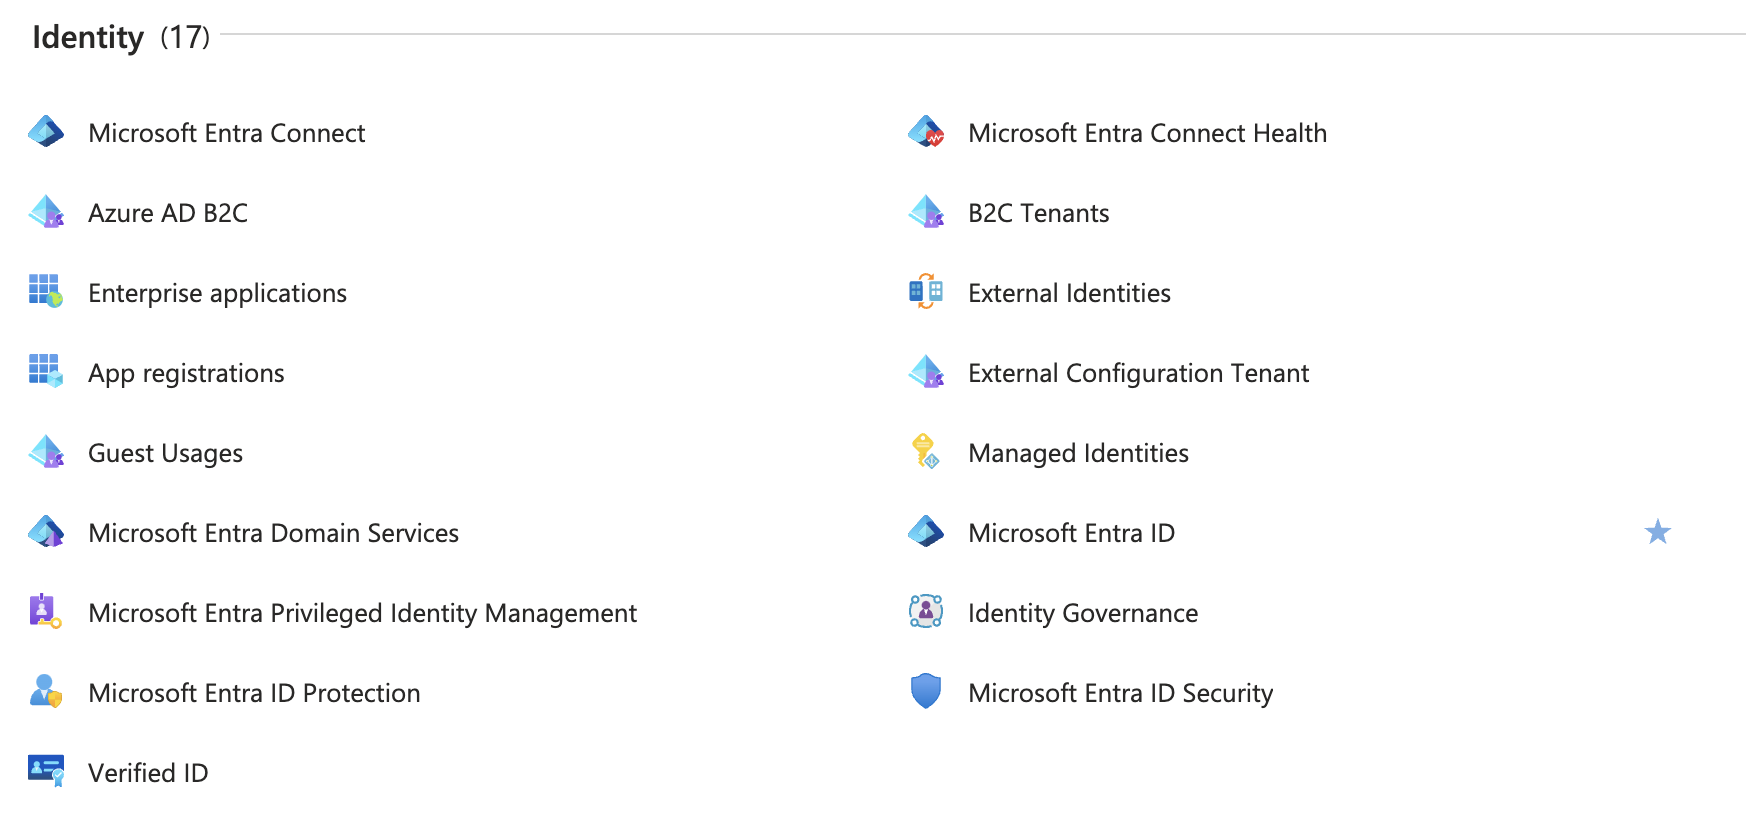 Identity (17)
Microsoft Entra Connect
Microsoft Entra Connect Health
Azure AD B2C
B2C Tenants
Enterprise applications
External Identities
App registrations
External Configuration Tenant
Guest Usages
Managed Identities
Microsoft Entra Domain Services
Microsoft Entra ID
Microsoft Entra Privileged Identity Management
Identity Governance
Microsoft Entra ID Protection
Microsoft Entra ID Security
Verified ID